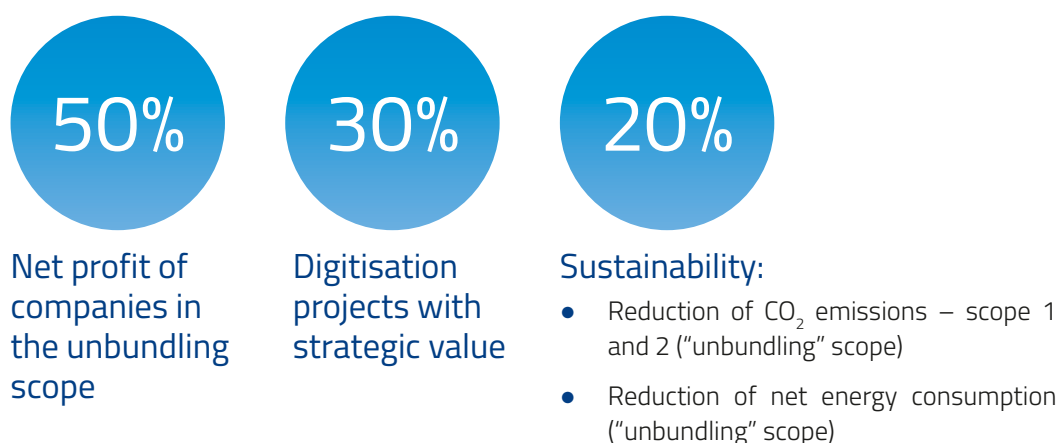 50%
Net profit of
companies in
the unbundling
scope
30%
Digitisation
projects with
strategic value
20%
Sustainability:
● Reduction of CO₂ emissions – scope 1
and 2 (“unbundling” scope)
● Reduction of net energy consumption
(“unbundling” scope)